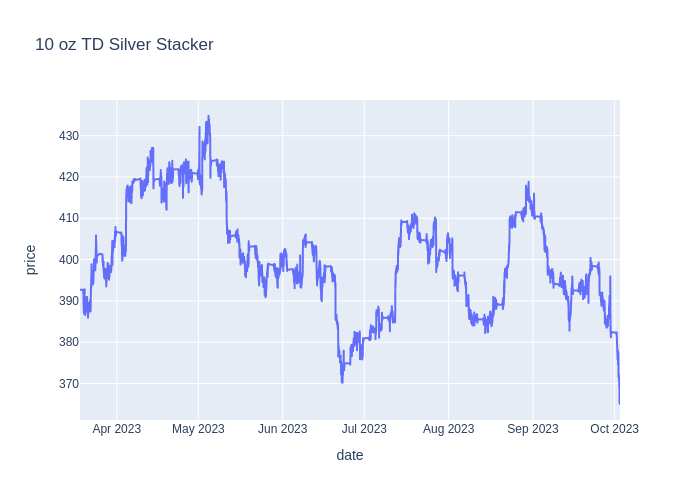 10 oz TD Silver Stacker
430
420
410
400
390
380
370
price
Apr 2023
May 2023
Jun 2023
Jul 2023
Aug 2023
Sep 2023
Oct 2023
date